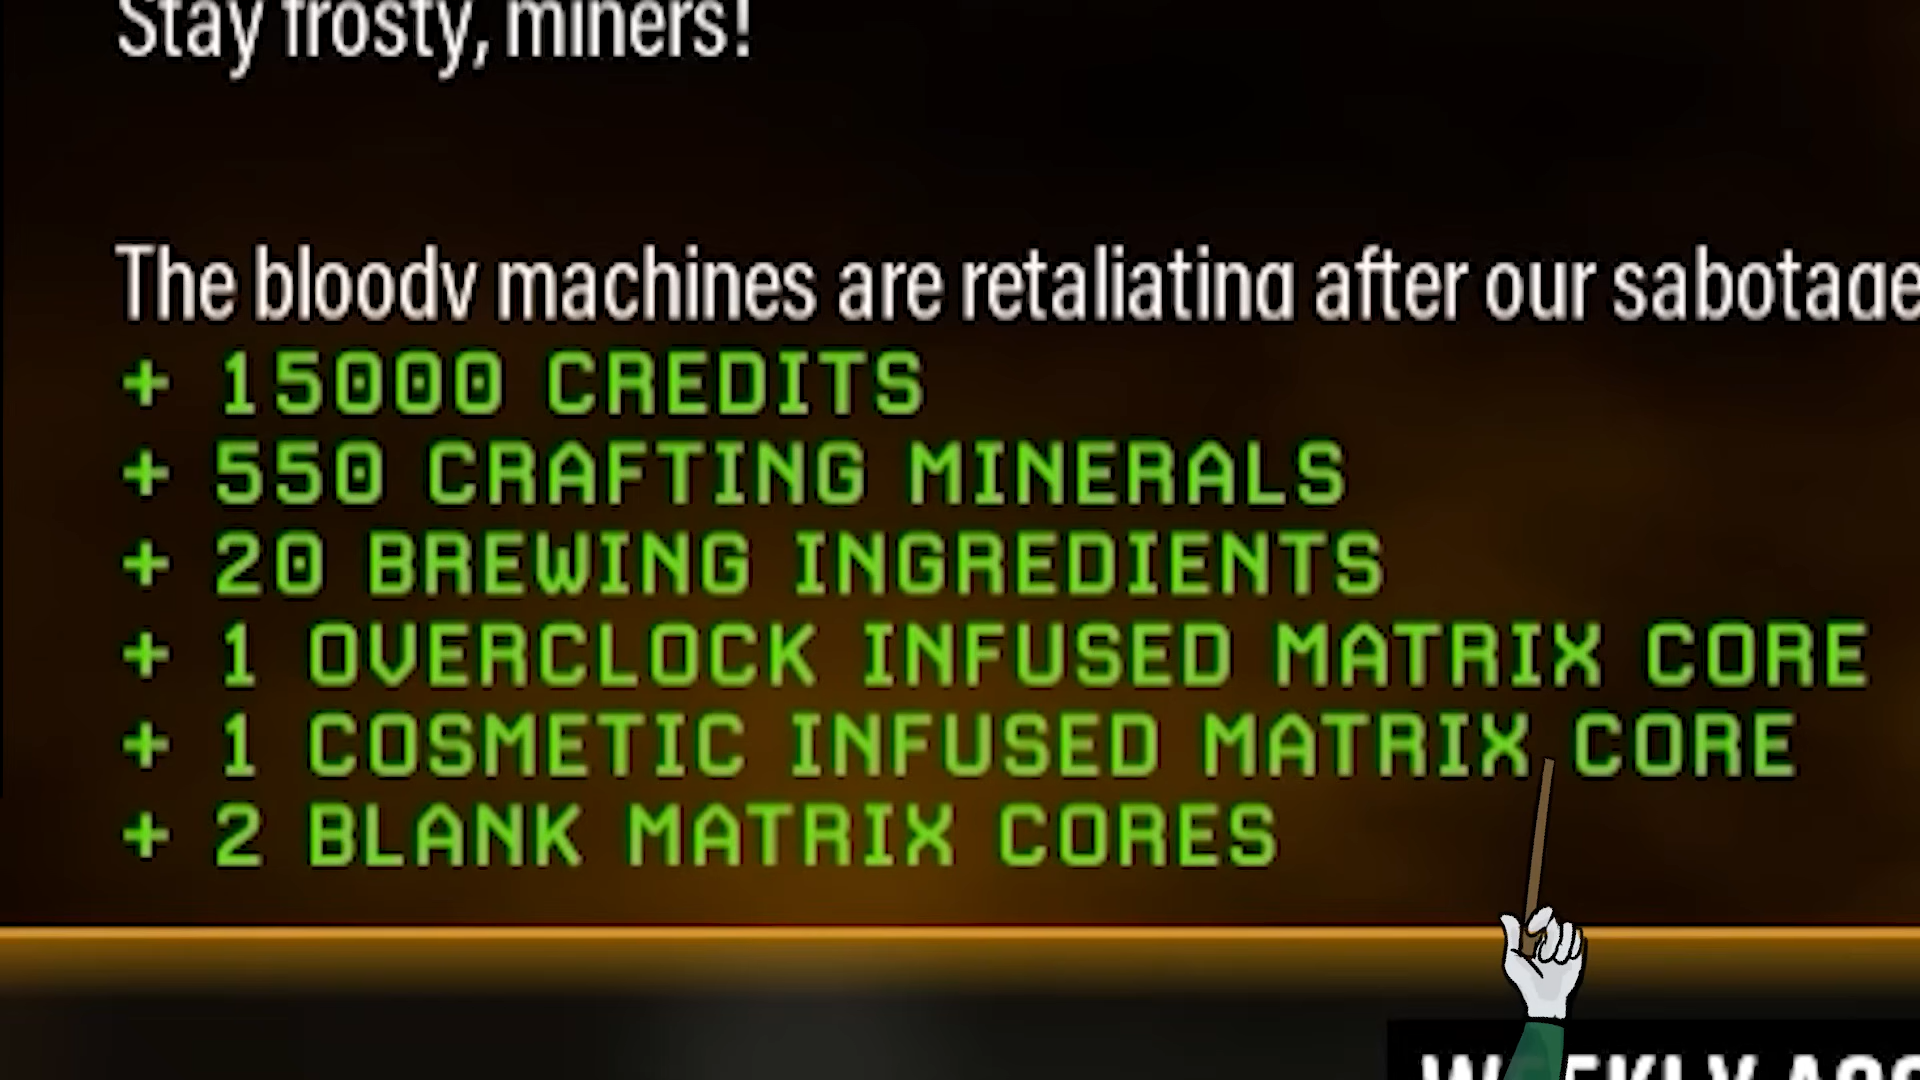 Stay frosty, miners!
The bloody machines are retaliating after our sabotage
+ 15000 CREDITS
+ 550 CRAFTING MINERALS
+ 20 BREWING INGREDIENTS
+ 1 OVERCLOCK INFUSED MATRIX CORE
+ 1 COSMETIC INFUSED MATRIX CORE
+ 2 BLANK MATRIX CORES
WEEKLY